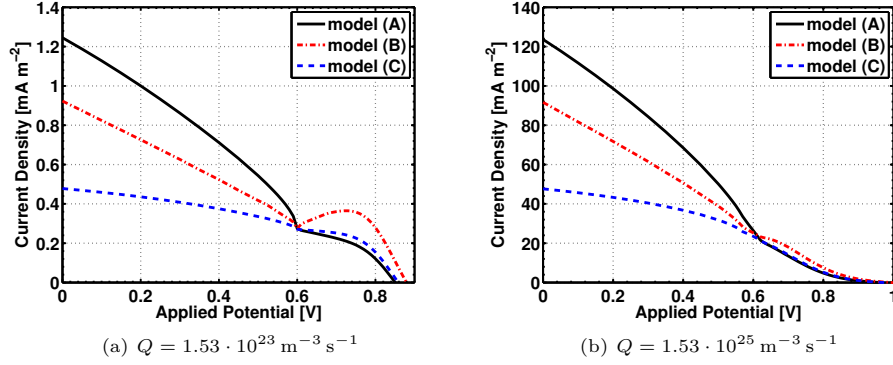 1.4
1.2
1
0.8
0.6
0.4
0.2
0
Current Density [mA m⁻²]
0 0.2 0.4 0.6 0.8
Applied Potential [V]
model (A)
model (B)
model (C)
(a) Q = 1.53 · 10²³ m⁻³ s⁻¹
140
120
100
80
60
40
20
0
Current Density [mA m⁻²]
0 0.2 0.4 0.6 0.8 1
Applied Potential [V]
model (A)
model (B)
model (C)
(b) Q = 1.53 · 10²⁵ m⁻³ s⁻¹